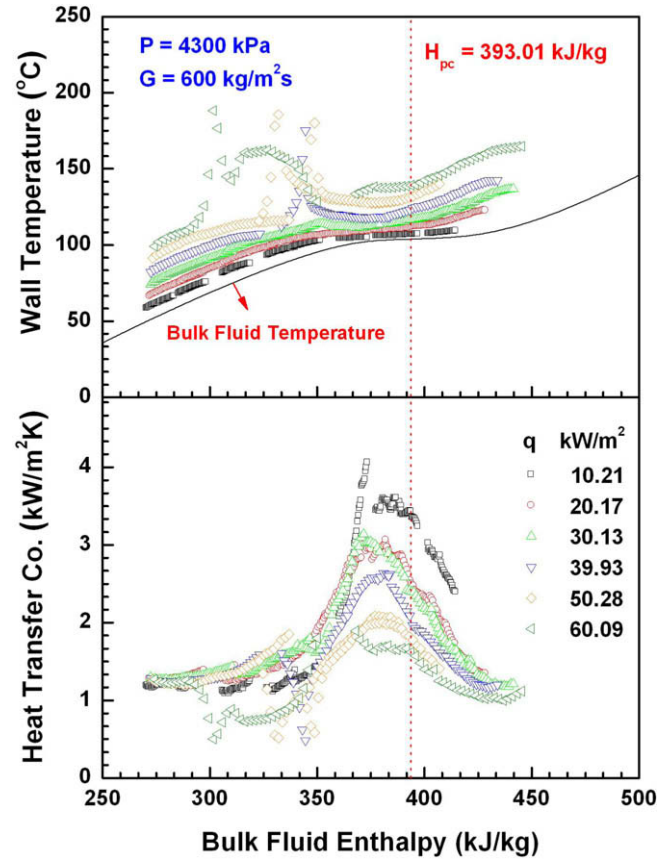 250
200
150
100
50
0
Wall Temperature (°C)
P = 4300 kPa
G = 600 kg/m²s
H_pc = 393.01 kJ/kg
Bulk Fluid Temperature
4
3
2
1
0
Heat Transfer Co. (kW/m²K)
q kW/m²
10.21
20.17
30.13
39.93
50.28
60.09
250 300 350 400 450 500
Bulk Fluid Enthalpy (kJ/kg)